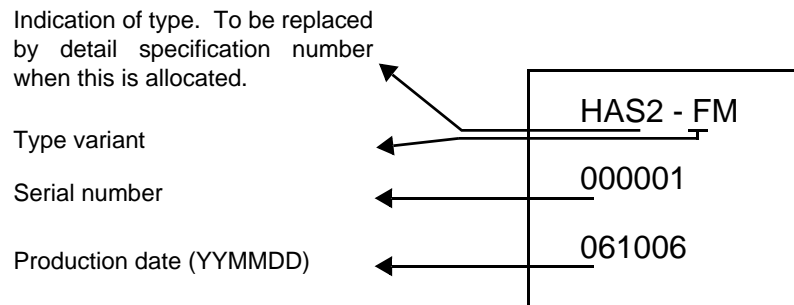 Indication of type. To be replaced
by detail specification number
when this is allocated.
HAS2 - FM
Type variant
000001
Serial number
061006
Production date (YYMMDD)